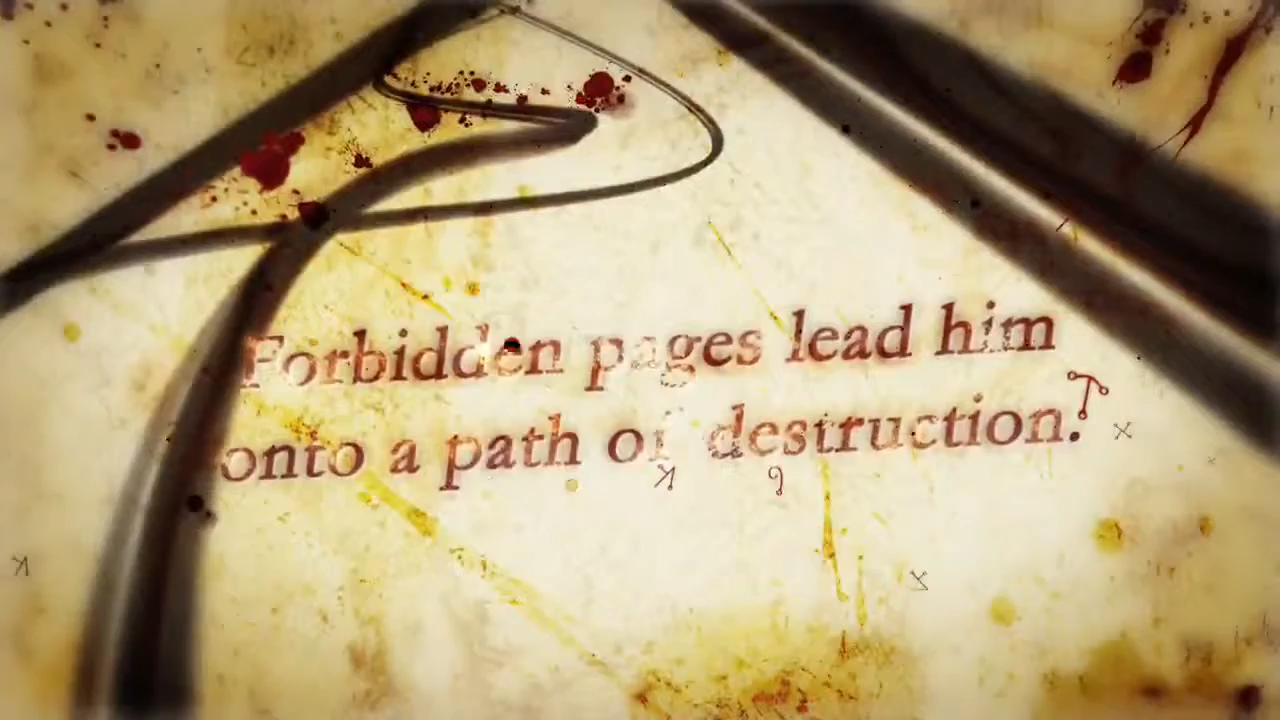 Forbidden pages lead him
onto a path of destruction.